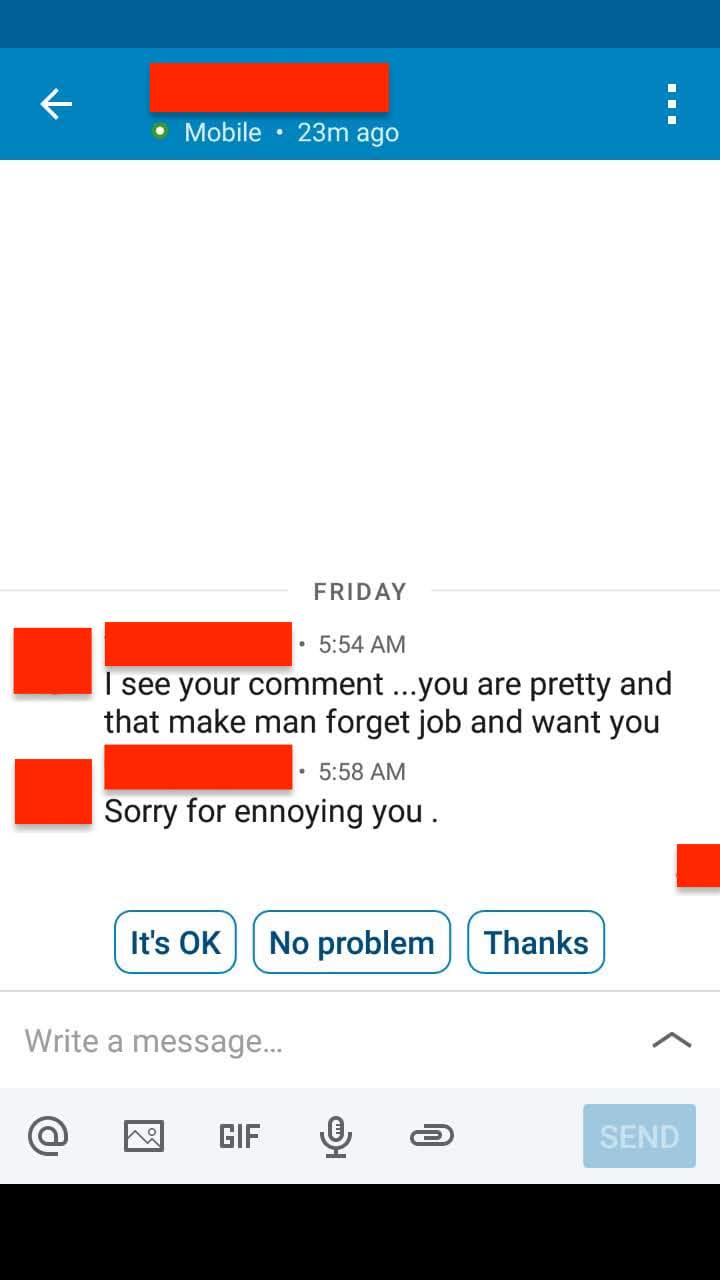 Mobile • 23m ago
FRIDAY
• 5:54 AM
I see your comment ...you are pretty and
that make man forget job and want you
• 5:58 AM
Sorry for ennoying you .
It's OK No problem Thanks
Write a message...
@ GIF SEND